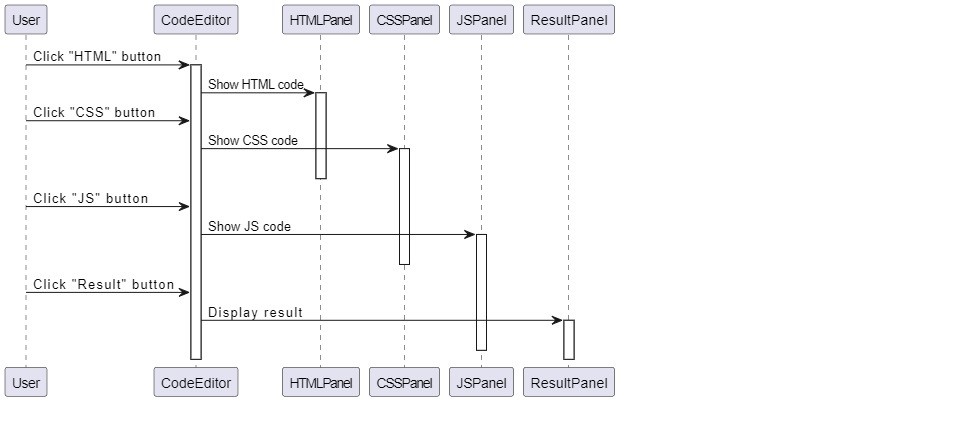 User CodeEditor HTMLPanel CSSPanel JSPanel ResultPanel
Click "HTML" button
Show HTML code
Click "CSS" button
Show CSS code
Click "JS" button
Show JS code
Click "Result" button
Display result
User CodeEditor HTMLPanel CSSPanel JSPanel ResultPanel